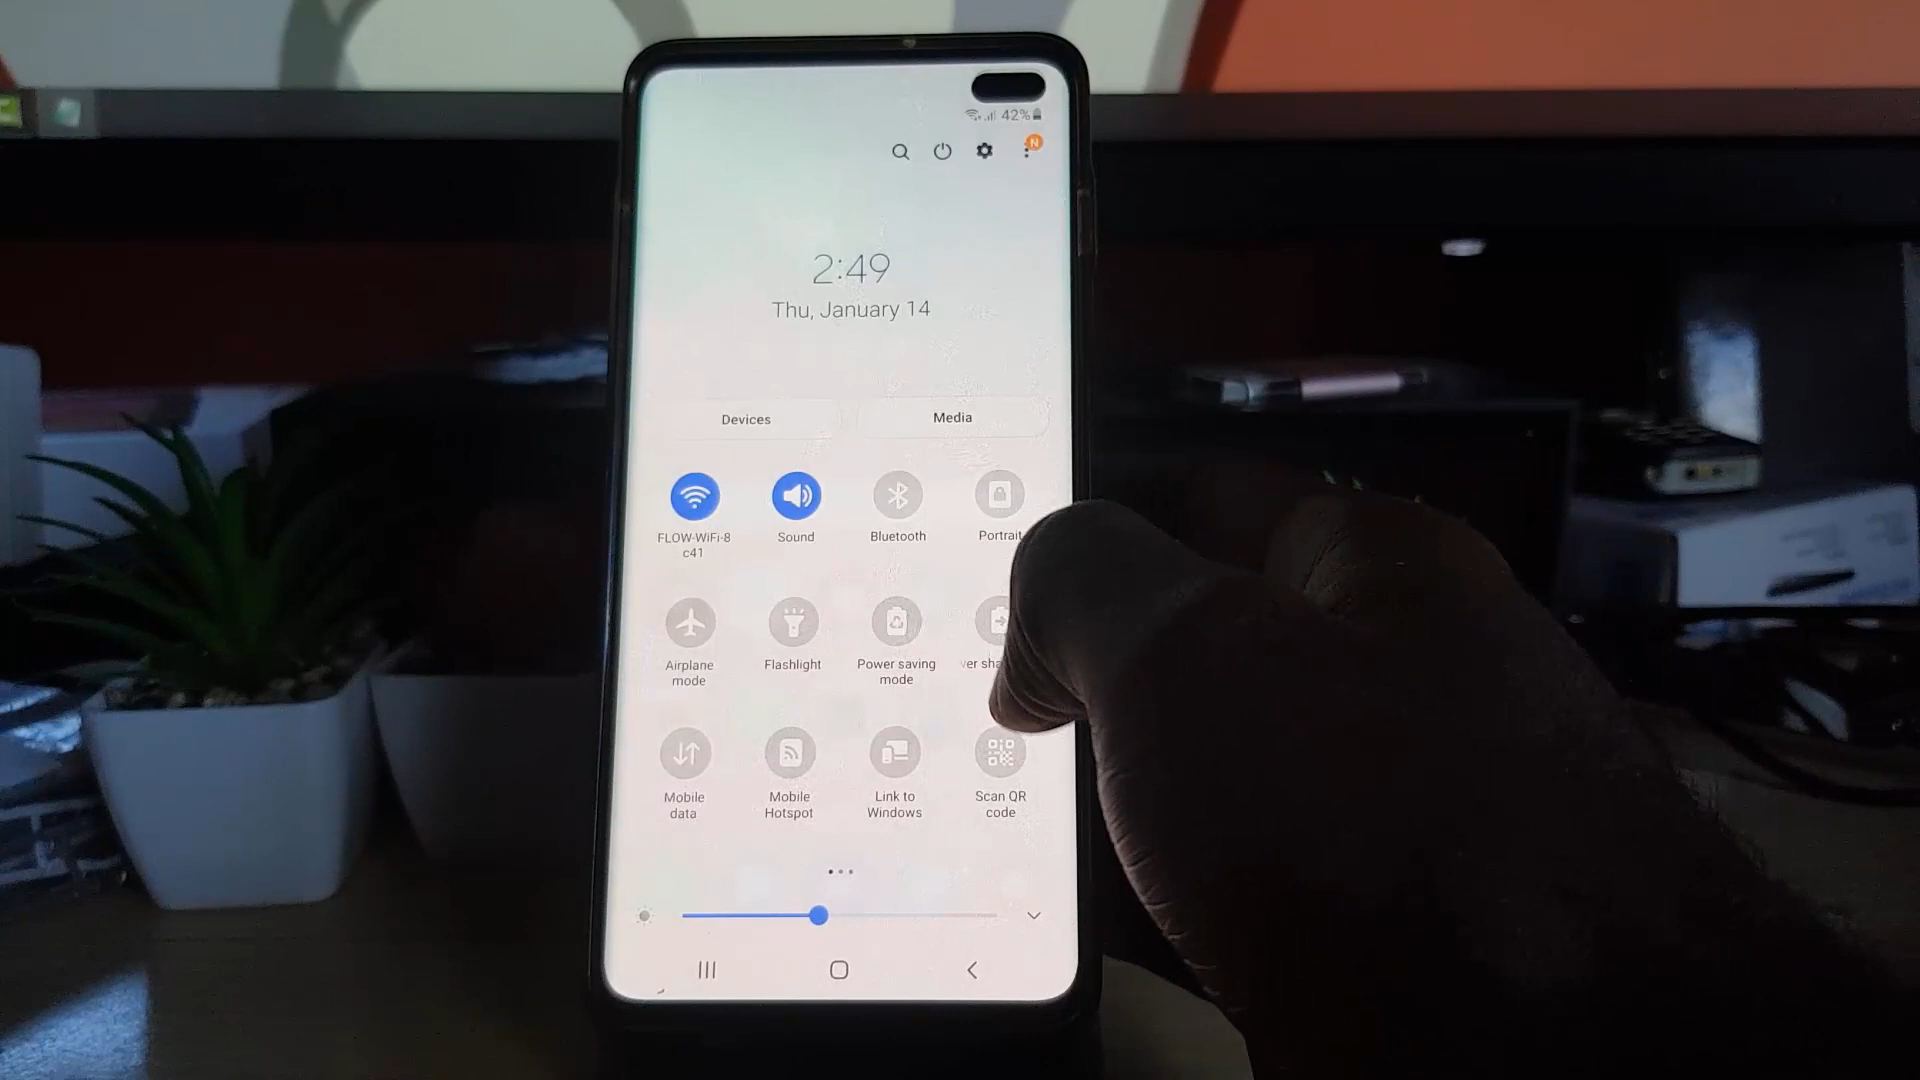 42%
N
2:49
Thu, January 14
Devices
Media
FLOW-WiFi-8
c41
Sound
Bluetooth
Portrait
Airplane
mode
Flashlight
Power saving
mode
Mobile
data
Mobile
Hotspot
Link to
Windows
Scan QR
code